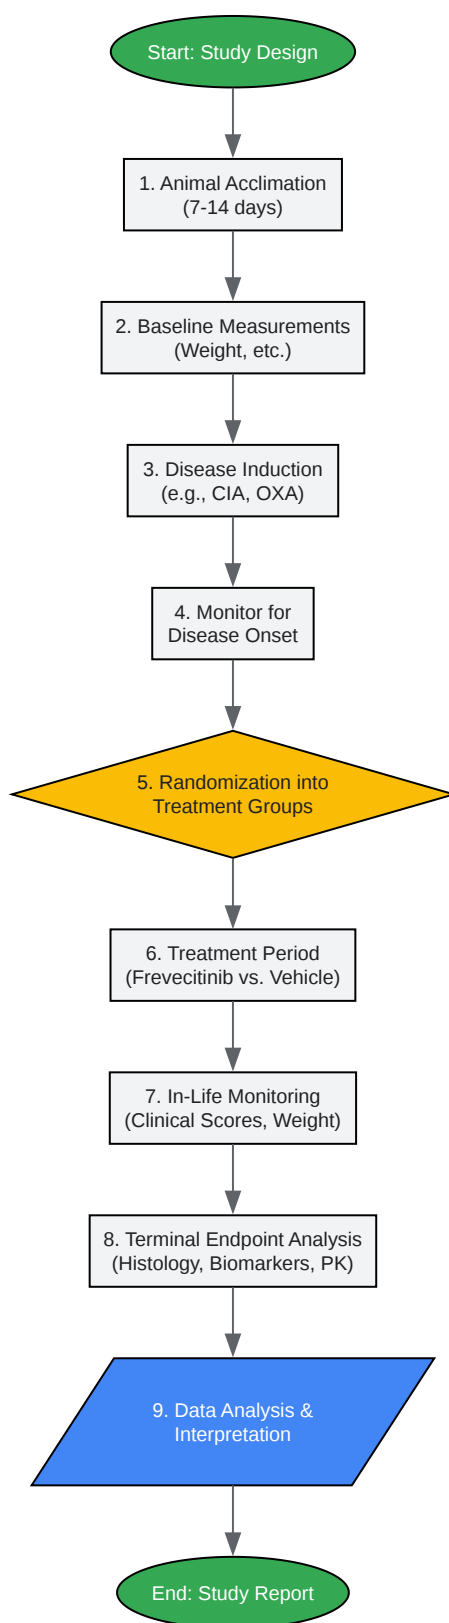 Start: Study Design
1. Animal Acclimation
(7-14 days)
2. Baseline Measurements
(Weight, etc.)
3. Disease Induction
(e.g., CIA, OXA)
4. Monitor for
Disease Onset
5. Randomization into
Treatment Groups
6. Treatment Period
(Frevecitinib vs. Vehicle)
7. In-Life Monitoring
(Clinical Scores, Weight)
8. Terminal Endpoint Analysis
(Histology, Biomarkers, PK)
9. Data Analysis &
Interpretation
End: Study Report